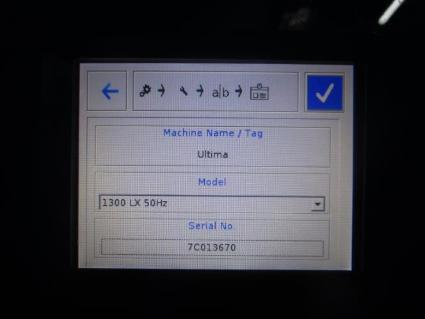 a|b
Machine Name / Tag
Ultima
Model
1300 LX 50Hz
Serial No.
7C013670